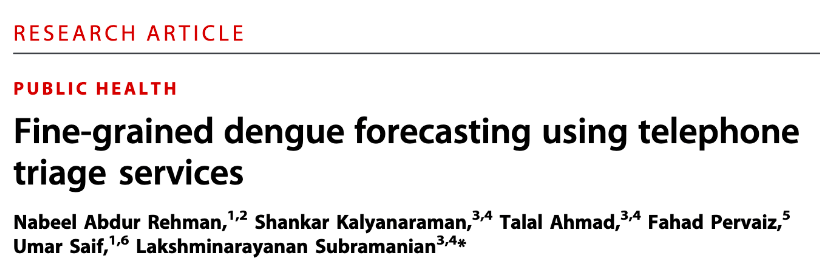 RESEARCH ARTICLE
PUBLIC HEALTH
Fine-grained dengue forecasting using telephone
triage services
Nabeel Abdur Rehman,1,2 Shankar Kalyanaraman,3,4 Talal Ahmad,3,4 Fahad Pervaiz,5
Umar Saif,1,6 Lakshminarayanan Subramanian3,4*